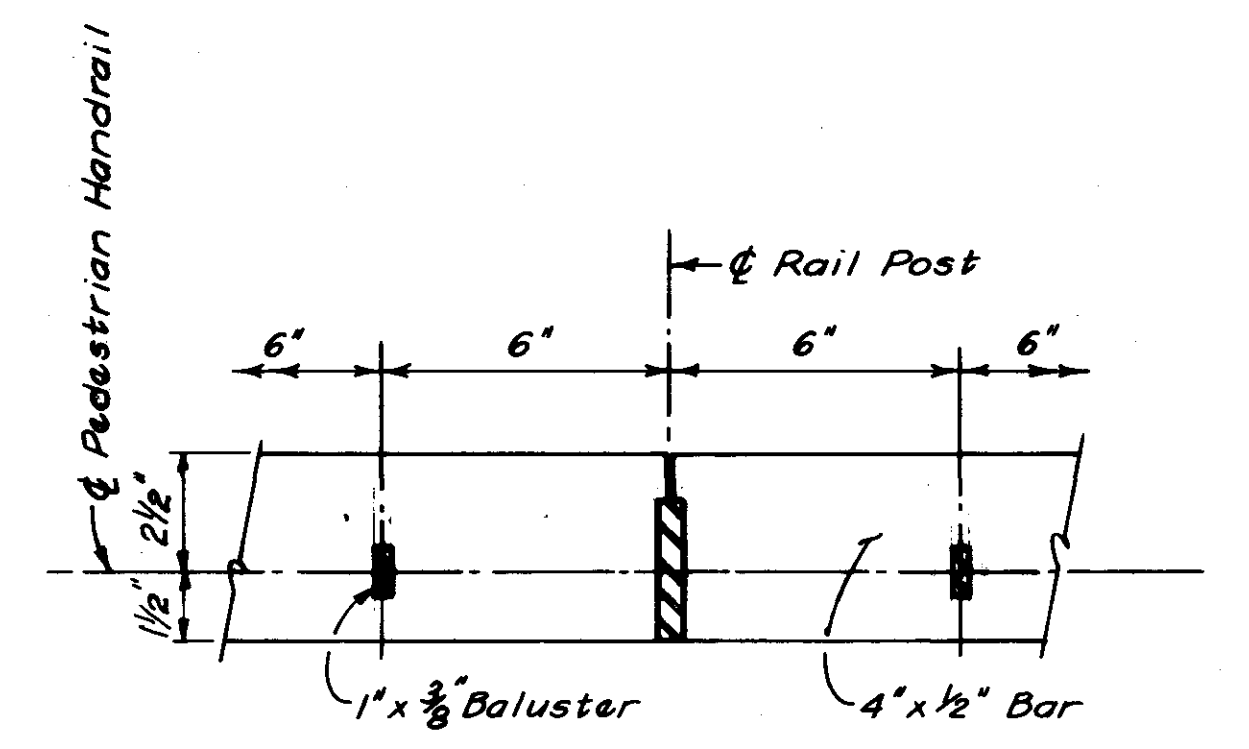 ℄ Pedestrian Handrail
℄ Rail Post
6" 6" 6" 6"
2½"
1½"
1" x ⅜" Baluster
4" x ½" Bar